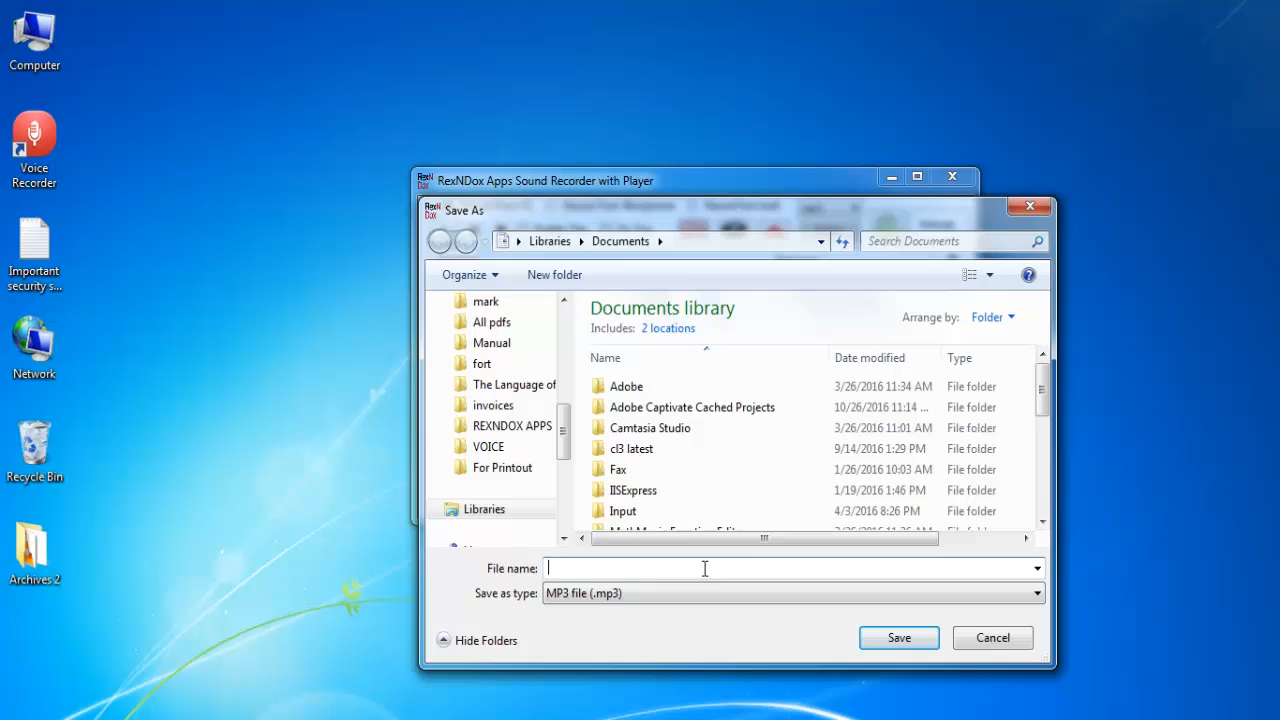 Computer
Voice
Recorder
Important
security s...
Network
Recycle Bin
Archives 2
RexNDox Apps Sound Recorder with Player
Save As
Libraries
Documents
Search Documents
Organize
New folder
mark
All pdfs
Manual
fort
The Language of
invoices
REXNDOX APPS
VOICE
For Printout
Libraries
Documents library
Includes: 2 locations
Arrange by: Folder
Name Date modified Type
Adobe 3/26/2016 11:34 AM File folder
Adobe Captivate Cached Projects 10/26/2016 11:14 ... File folder
Camtasia Studio 3/26/2016 11:01 AM File folder
cl3 latest 9/14/2016 1:29 PM File folder
Fax 1/26/2016 10:03 AM File folder
IISExpress 1/19/2016 1:46 PM File folder
Input 4/3/2016 8:26 PM File folder
File name:
Save as type: MP3 file (.mp3)
Hide Folders
Save
Cancel